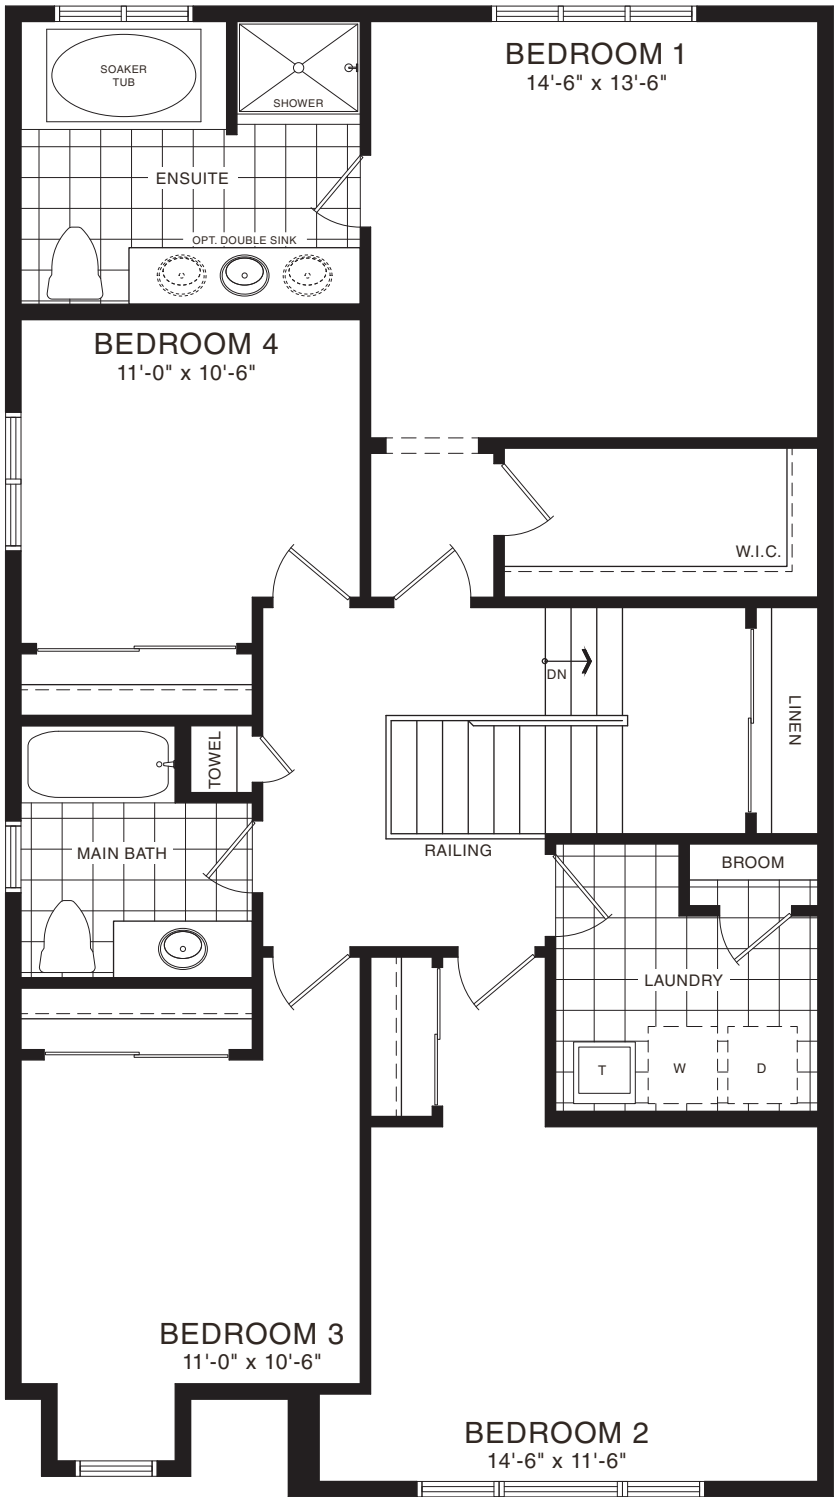 SOAKER
TUB
SHOWER
BEDROOM 1
14'-6" x 13'-6"
ENSUITE
OPT. DOUBLE SINK
BEDROOM 4
11'-0" x 10'-6"
W.I.C.
DN
LINEN
TOWEL
MAIN BATH
RAILING
BROOM
LAUNDRY
T
W
D
BEDROOM 3
11'-0" x 10'-6"
BEDROOM 2
14'-6" x 11'-6"